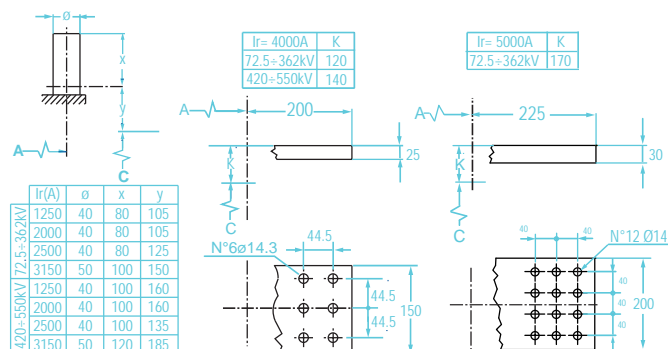 ø
x
y
A
C
Ir(A) ø x y
72.5÷362kV
1250 40 80 105
2000 40 80 105
2500 40 80 125
3150 50 100 150
420÷550kV
1250 40 100 160
2000 40 100 160
2500 40 100 135
3150 50 120 185
Ir= 4000A K
72.5÷362kV 120
420÷550kV 140
A
200
25
K
C
N°6ø14.3
44.5
44.5
44.5
150
Ir= 5000A K
72.5÷362kV 170
A
225
30
K
C
40 40
N°12 Ø14
40
40
40
200